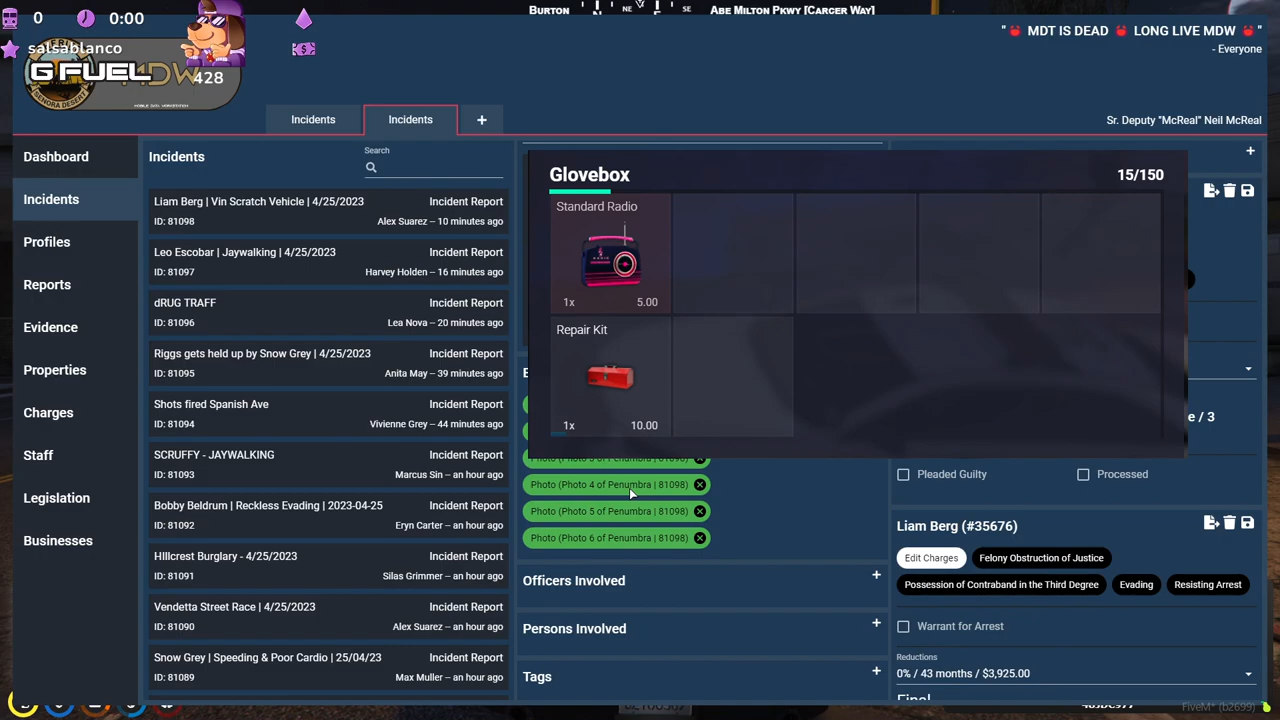 0
0:00
BURTON
NE
E
SE
ABE MILTON PKWY [CARCER WAY]
salsablanco
G FUEL
MDW
SENORA DESERT
MOBILE DATA WORKSTATION
428
" MDT IS DEAD LONG LIVE MDW "
- Everyone
Incidents
Incidents
+
Sr. Deputy "McReal" Neil McReal
Dashboard
Incidents
Profiles
Reports
Evidence
Properties
Charges
Staff
Legislation
Businesses
Incidents
Search
Liam Berg | Vin Scratch Vehicle | 4/25/2023 Incident Report
ID: 81098 Alex Suarez – 10 minutes ago
Leo Escobar | Jaywalking | 4/25/2023 Incident Report
ID: 81097 Harvey Holden – 16 minutes ago
dRUG TRAFF Incident Report
ID: 81096 Lea Nova – 20 minutes ago
Riggs gets held up by Snow Grey | 4/25/2023 Incident Report
ID: 81095 Anita May – 39 minutes ago
Shots fired Spanish Ave Incident Report
ID: 81094 Vivienne Grey – 44 minutes ago
SCRUFFY - JAYWALKING Incident Report
ID: 81093 Marcus Sin – an hour ago
Bobby Beldrum | Reckless Evading | 2023-04-25 Incident Report
ID: 81092 Eryn Carter – an hour ago
HIllcrest Burglary - 4/25/2023 Incident Report
ID: 81091 Silas Grimmer – an hour ago
Vendetta Street Race | 4/25/2023 Incident Report
ID: 81090 Alex Suarez – an hour ago
Snow Grey | Speeding & Poor Cardio | 25/04/23 Incident Report
ID: 81089 Max Muller – an hour ago
Glovebox 15/150
Standard Radio
1x 5.00
Repair Kit
1x 10.00
Photo (Photo 4 of Penumbra | 81098)
Photo (Photo 5 of Penumbra | 81098)
Photo (Photo 6 of Penumbra | 81098)
Officers Involved +
Persons Involved +
Tags +
+
e / 3
Pleaded Guilty Processed
Liam Berg (#35676)
Edit Charges Felony Obstruction of Justice
Possession of Contraband in the Third Degree Evading Resisting Arrest
Warrant for Arrest
Reductions
0% / 43 months / $3,925.00
Final
FiveM* (b2699)